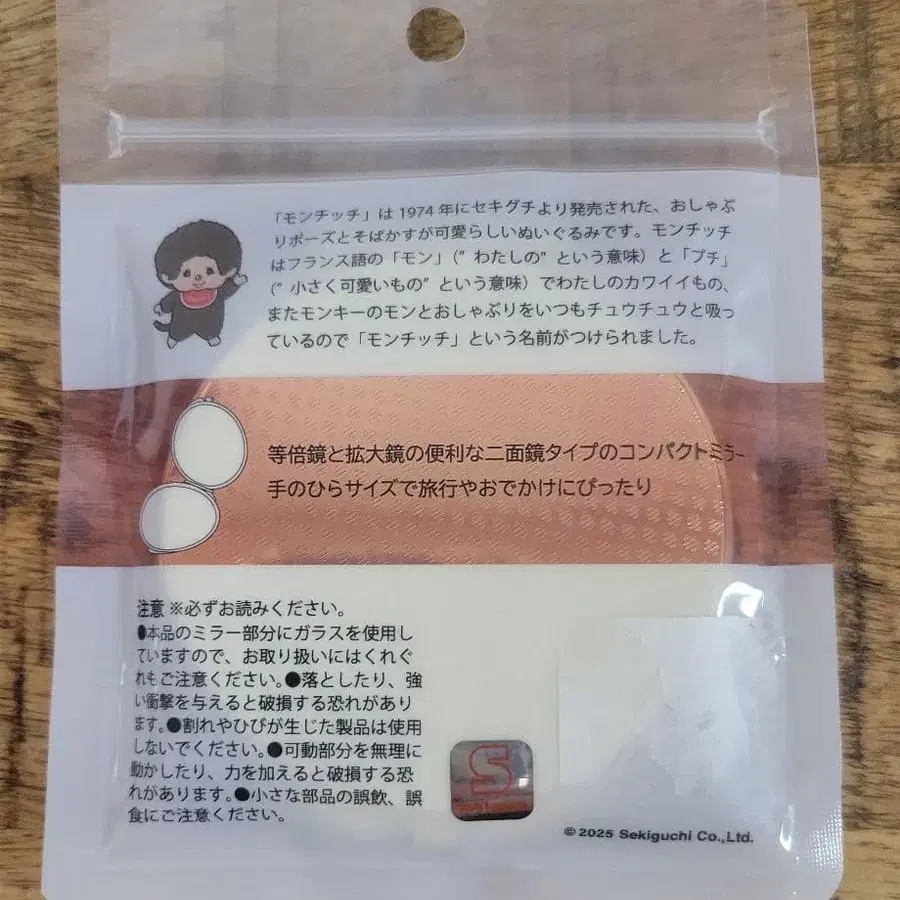 「モンチッチ」は1974年にセキグチより発売された、おしゃぶ
りポーズとそばかすが可愛らしいぬいぐるみです。モンチッチ
はフランス語の「モン」("わたしの"という意味)と「プチ」
("小さく可愛いもの"という意味)でわたしのカワイイもの、
またモンキーのモンとおしゃぶりをいつもチュウチュウと吸っ
ているので「モンチッチ」という名前がつけられました。
等倍鏡と拡大鏡の便利な二面鏡タイプのコンパクトミラー
手のひらサイズで旅行やおでかけにぴったり
注意 ※必ずお読みください。
●本品のミラー部分にガラスを使用し
ていますので、お取り扱いにはくれぐ
れもご注意ください。●落としたり、強
い衝撃を与えると破損する恐れがあり
ます。●割れやひびが生じた製品は使用
しないでください。●可動部分を無理に
動かしたり、力を加えると破損する恐
れがあります。●小さな部品の誤飲、誤
食にご注意ください。
S
© 2025 Sekiguchi Co.,Ltd.